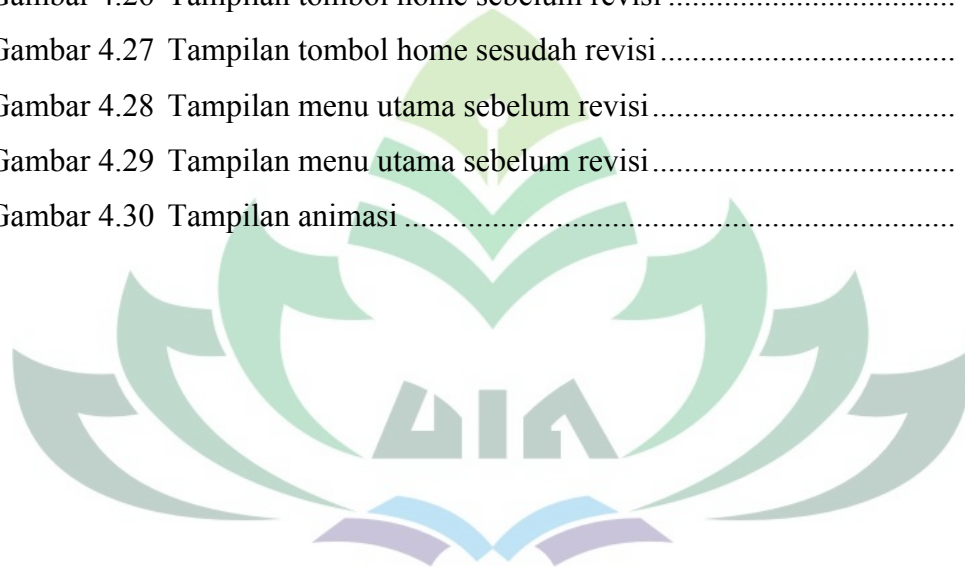 Gambar 4.26 Tampilan tombol home sebelum revisi ........................................
Gambar 4.27 Tampilan tombol home sesudah revisi ........................................
Gambar 4.28 Tampilan menu utama sebelum revisi ..........................................
Gambar 4.29 Tampilan menu utama sebelum revisi ..........................................
Gambar 4.30 Tampilan animasi ...........................................................................
UIN